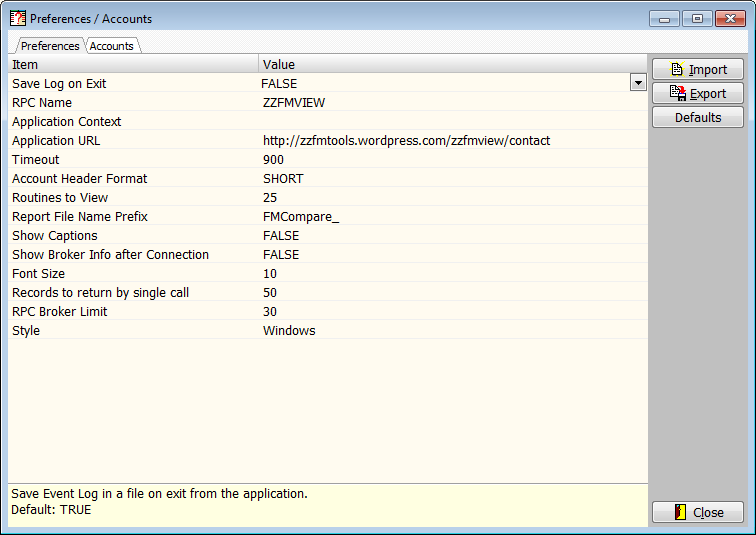 Preferences / Accounts
Preferences Accounts
Item Value
Save Log on Exit FALSE
RPC Name ZZFMVIEW
Application Context
Application URL http://zzfmtools.wordpress.com/zzfmview/contact
Timeout 900
Account Header Format SHORT
Routines to View 25
Report File Name Prefix FMCompare_
Show Captions FALSE
Show Broker Info after Connection FALSE
Font Size 10
Records to return by single call 50
RPC Broker Limit 30
Style Windows
Import
Export
Defaults
Save Event Log in a file on exit from the application.
Default: TRUE
Close